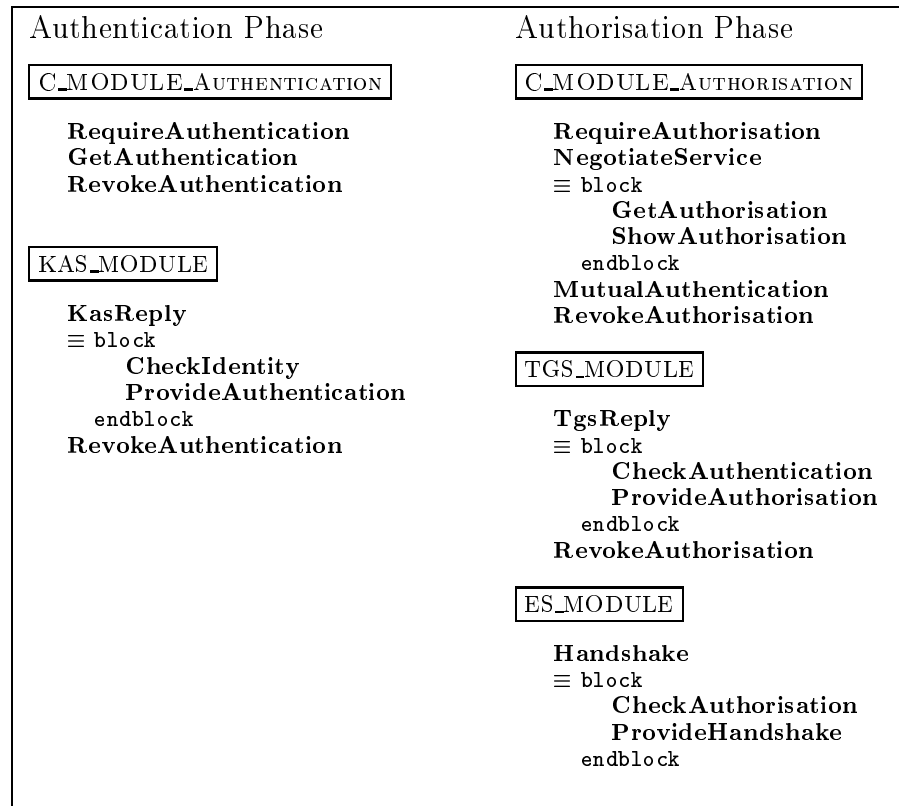 Authentication Phase
C_MODULE_AUTHENTICATION
RequireAuthentication
GetAuthentication
RevokeAuthentication
KAS_MODULE
KasReply
≡ block
CheckIdentity
ProvideAuthentication
endblock
RevokeAuthentication
Authorisation Phase
C_MODULE_AUTHORISATION
RequireAuthorisation
NegotiateService
≡ block
GetAuthorisation
ShowAuthorisation
endblock
MutualAuthentication
RevokeAuthorisation
TGS_MODULE
TgsReply
≡ block
CheckAuthentication
ProvideAuthorisation
endblock
RevokeAuthorisation
ES_MODULE
Handshake
≡ block
CheckAuthorisation
ProvideHandshake
endblock